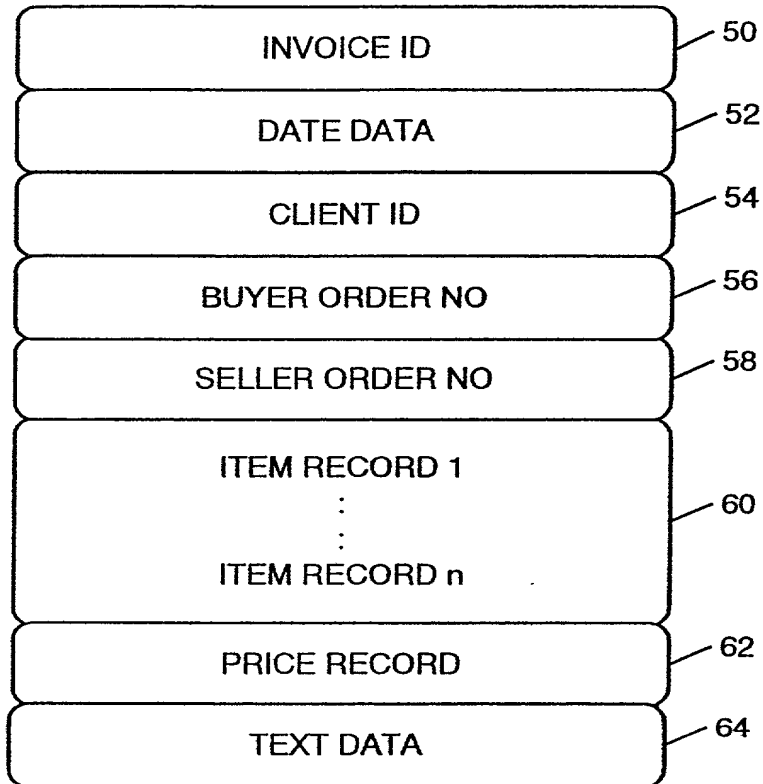 INVOICE ID 50
DATE DATA 52
CLIENT ID 54
BUYER ORDER NO 56
SELLER ORDER NO 58
ITEM RECORD 1
:
: 60
ITEM RECORD n
PRICE RECORD 62
TEXT DATA 64